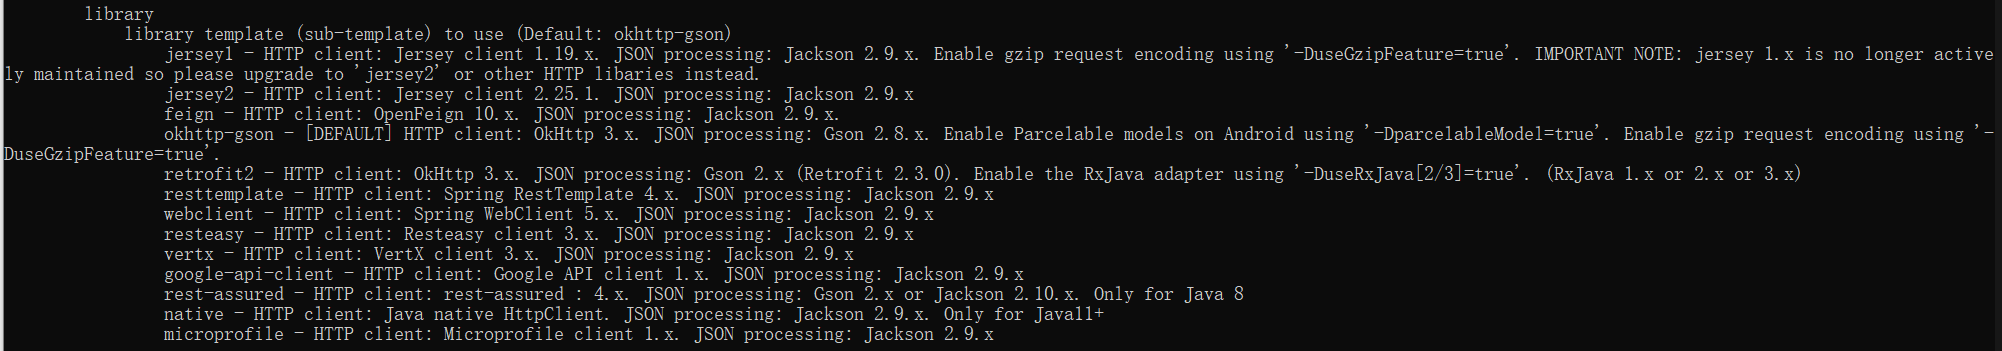 library
library template (sub-template) to use (Default: okhttp-gson)
jersey1 - HTTP client: Jersey client 1.19.x. JSON processing: Jackson 2.9.x. Enable gzip request encoding using '-DuseGzipFeature=true'. IMPORTANT NOTE: jersey 1.x is no longer active
ly maintained so please upgrade to 'jersey2' or other HTTP libaries instead.
jersey2 - HTTP client: Jersey client 2.25.1. JSON processing: Jackson 2.9.x
feign - HTTP client: OpenFeign 10.x. JSON processing: Jackson 2.9.x.
okhttp-gson - [DEFAULT] HTTP client: OkHttp 3.x. JSON processing: Gson 2.8.x. Enable Parcelable models on Android using '-DparcelableModel=true'. Enable gzip request encoding using '-
DuseGzipFeature=true'.
retrofit2 - HTTP client: OkHttp 3.x. JSON processing: Gson 2.x (Retrofit 2.3.0). Enable the RxJava adapter using '-DuseRxJava[2/3]=true'. (RxJava 1.x or 2.x or 3.x)
resttemplate - HTTP client: Spring RestTemplate 4.x. JSON processing: Jackson 2.9.x
webclient - HTTP client: Spring WebClient 5.x. JSON processing: Jackson 2.9.x
resteasy - HTTP client: Resteasy client 3.x. JSON processing: Jackson 2.9.x
vertx - HTTP client: VertX client 3.x. JSON processing: Jackson 2.9.x
google-api-client - HTTP client: Google API client 1.x. JSON processing: Jackson 2.9.x
rest-assured - HTTP client: rest-assured : 4.x. JSON processing: Gson 2.x or Jackson 2.10.x. Only for Java 8
native - HTTP client: Java native HttpClient. JSON processing: Jackson 2.9.x. Only for Java11+
microprofile - HTTP client: Microprofile client 1.x. JSON processing: Jackson 2.9.x